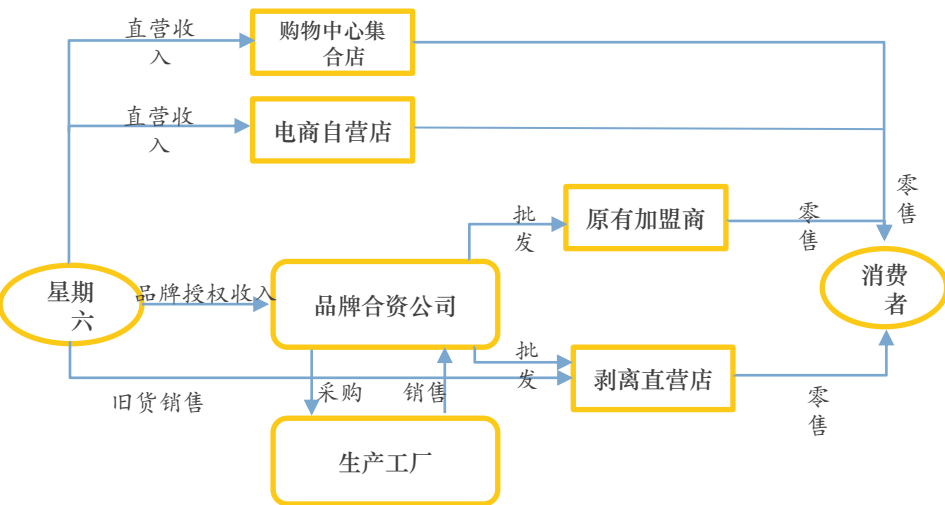 直营收
入
购物中心集
合店
直营收
入
电商自营店
零
售
批
发
原有加盟商
零
售
星期
六
品牌授权收入
品牌合资公司
消费
者
批
发
剥离直营店
旧货销售
采购
销售
零
售
生产工厂